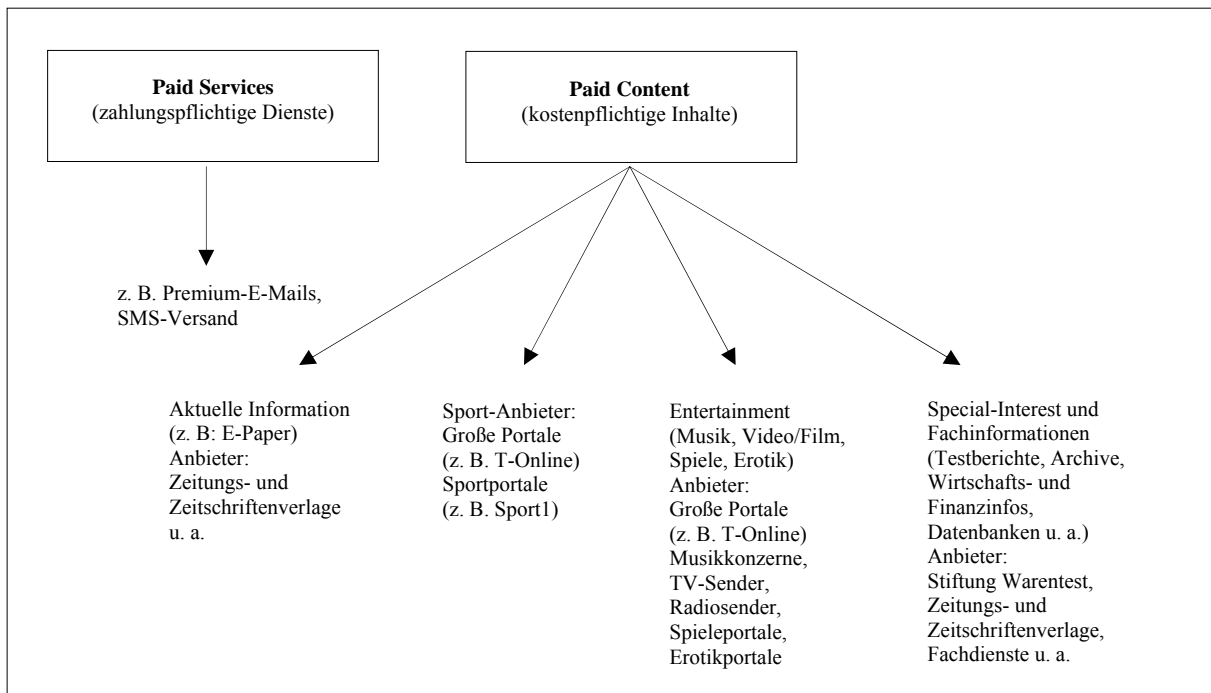 Paid Services
(zahlungspflichtige Dienste)
Paid Content
(kostenpflichtige Inhalte)
z. B. Premium-E-Mails,
SMS-Versand
Aktuelle Information
(z. B: E-Paper)
Anbieter:
Zeitungs- und
Zeitschriftenverlage
u. a.
Sport-Anbieter:
Große Portale
(z. B. T-Online)
Sportportale
(z. B. Sport1)
Entertainment
(Musik, Video/Film,
Spiele, Erotik)
Anbieter:
Große Portale
(z. B. T-Online)
Musikkonzerne,
TV-Sender,
Radiosender,
Spieleportale,
Erotikportale
Special-Interest und
Fachinformationen
(Testberichte, Archive,
Wirtschafts- und
Finanzinfos,
Datenbanken u. a.)
Anbieter:
Stiftung Warentest,
Zeitungs- und
Zeitschriftenverlage,
Fachdienste u. a.